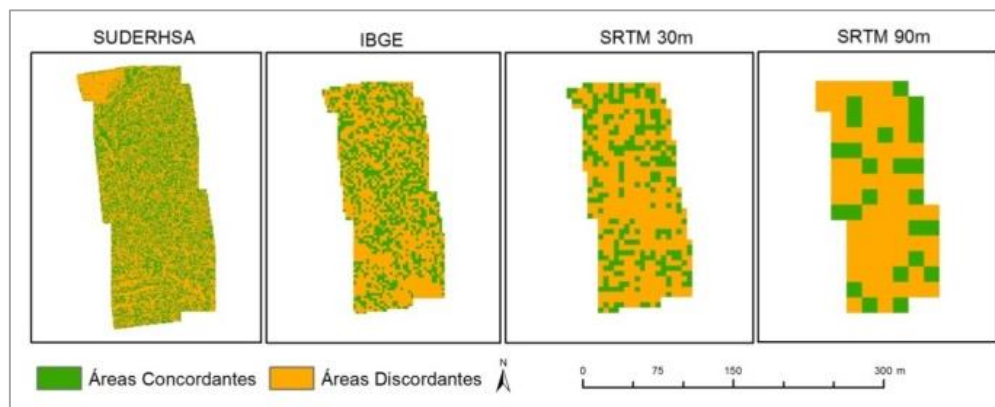 SUDERHSA IBGE SRTM 30m SRTM 90m
Áreas Concordantes Áreas Discordantes N 0 75 150 300 m